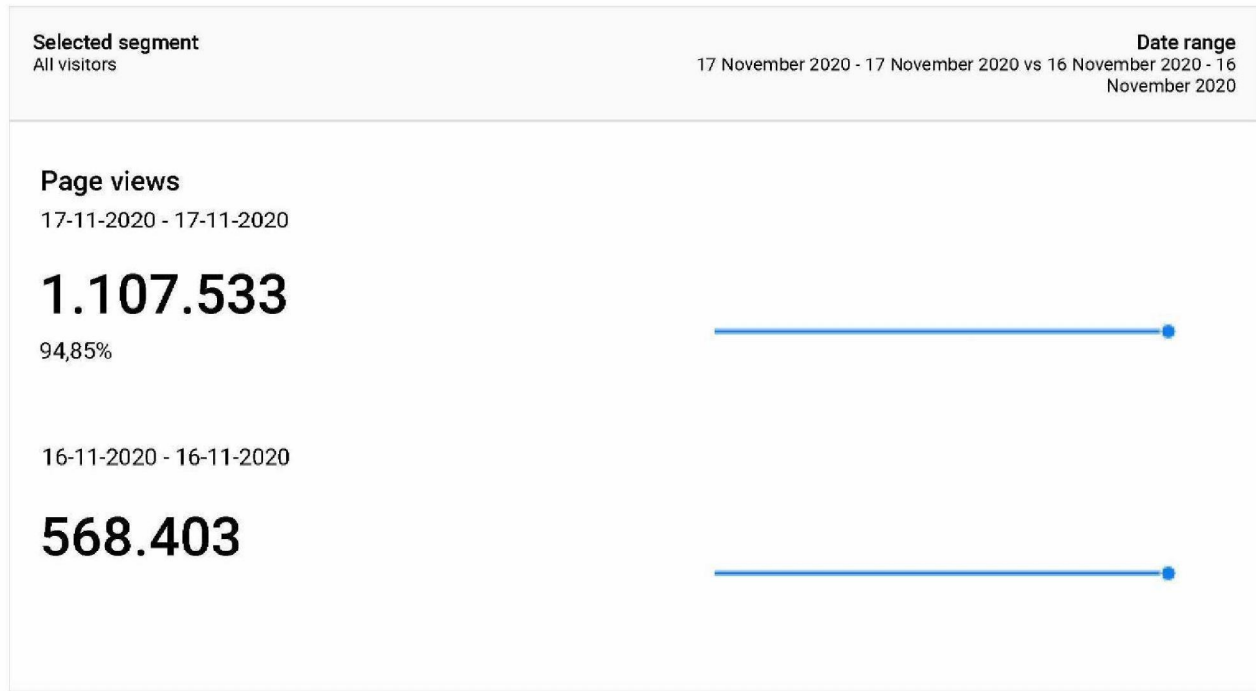 Selected segment
All visitors
Date range
17 November 2020 - 17 November 2020 vs 16 November 2020 - 16
November 2020
Page views
17-11-2020 - 17-11-2020
1.107.533
94,85%
16-11-2020 - 16-11-2020
568.403